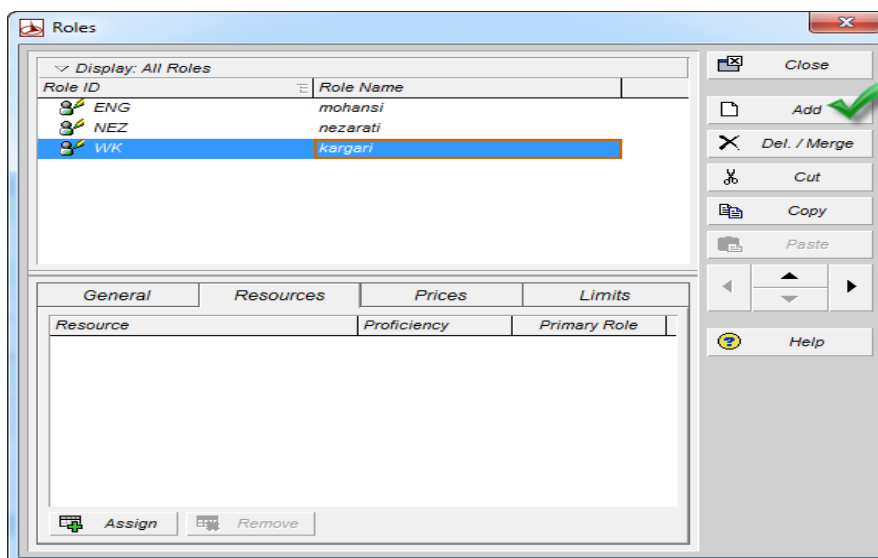 Roles
Display: All Roles
Role ID Role Name
ENG mohansi
NEZ nezarati
WK kargari
General Resources Prices Limits
Resource Proficiency Primary Role
Assign Remove
Close
Add
Del. / Merge
Cut
Copy
Paste
Help